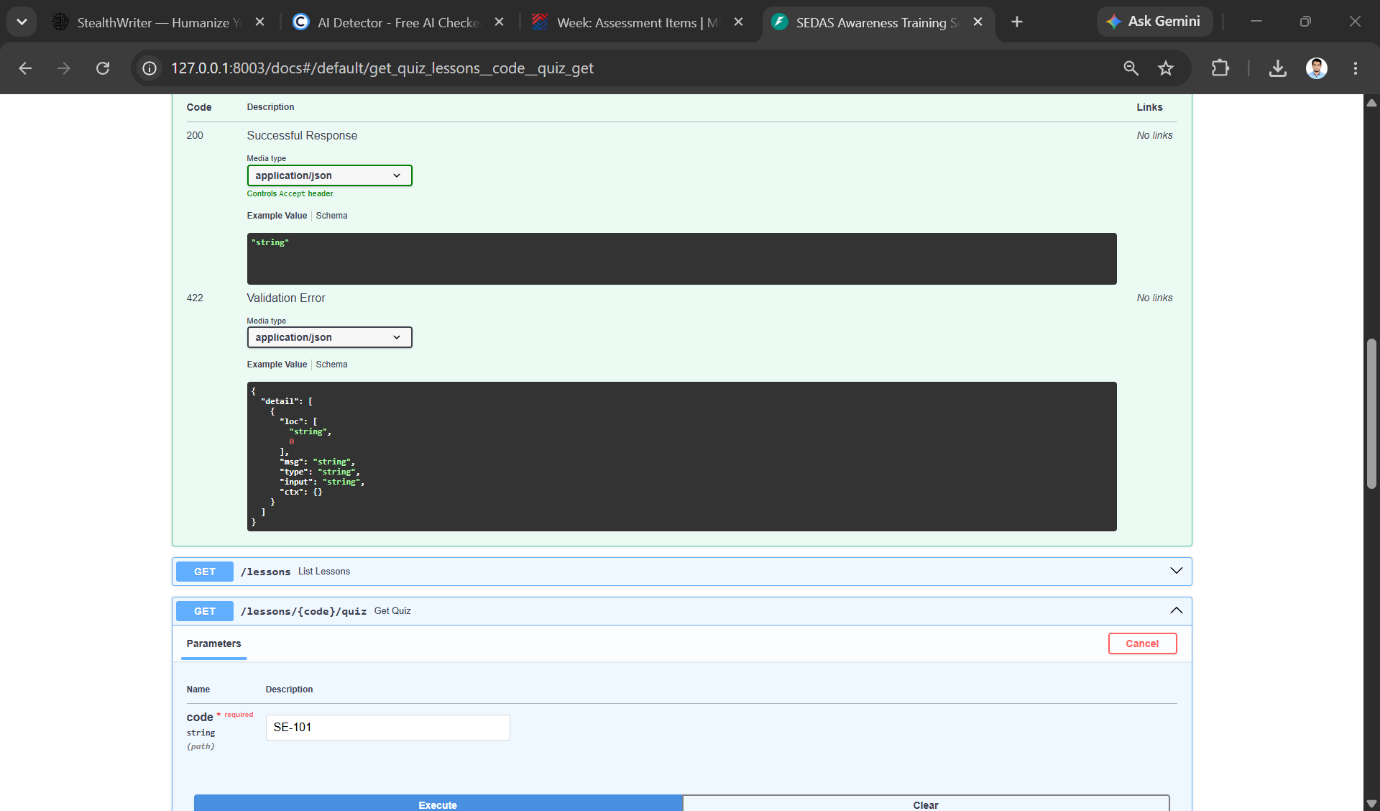 StealthWriter — Humanize Y
AI Detector - Free AI Checke
Week: Assessment Items | M
SEDAS Awareness Training S
Ask Gemini
127.0.0.1:8003/docs#/default/get_quiz_lessons__code__quiz_get
Code Description Links
200 Successful Response No links
Media type
application/json
Controls Accept header.
Example Value | Schema
"string"
422 Validation Error No links
Media type
application/json
Example Value | Schema
{
"detail": [
{
"loc": [
"string",
0
],
"msg": "string",
"type": "string",
"input": "string",
"ctx": {}
}
]
}
GET /lessons List Lessons
GET /lessons/{code}/quiz Get Quiz
Parameters Cancel
Name Description
code * required
SE-101
string
(path)
Execute Clear